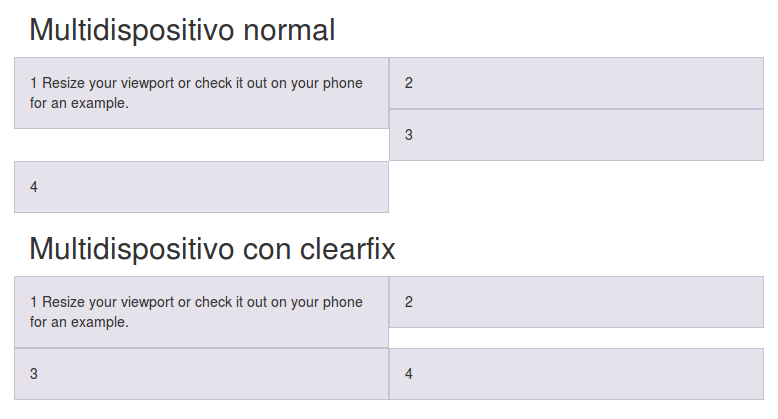 Multidispositivo normal
1 Resize your viewport or check it out on your phone
for an example.
2
3
4
Multidispositivo con clearfix
1 Resize your viewport or check it out on your phone
for an example.
2
3
4